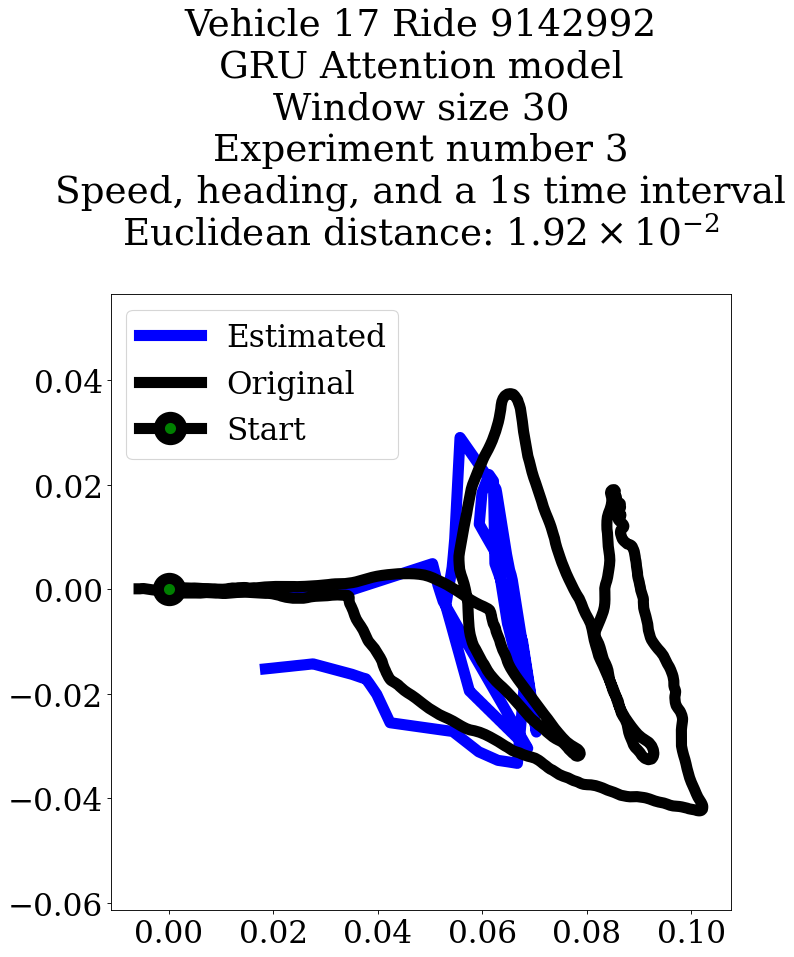 Vehicle 17 Ride 9142992
GRU Attention model
Window size 30
Experiment number 3
Speed, heading, and a 1s time interval
Euclidean distance: 1.92 × 10⁻²
Estimated
Original
Start
0.04
0.02
0.00
−0.02
−0.04
−0.06
0.00 0.02 0.04 0.06 0.08 0.10